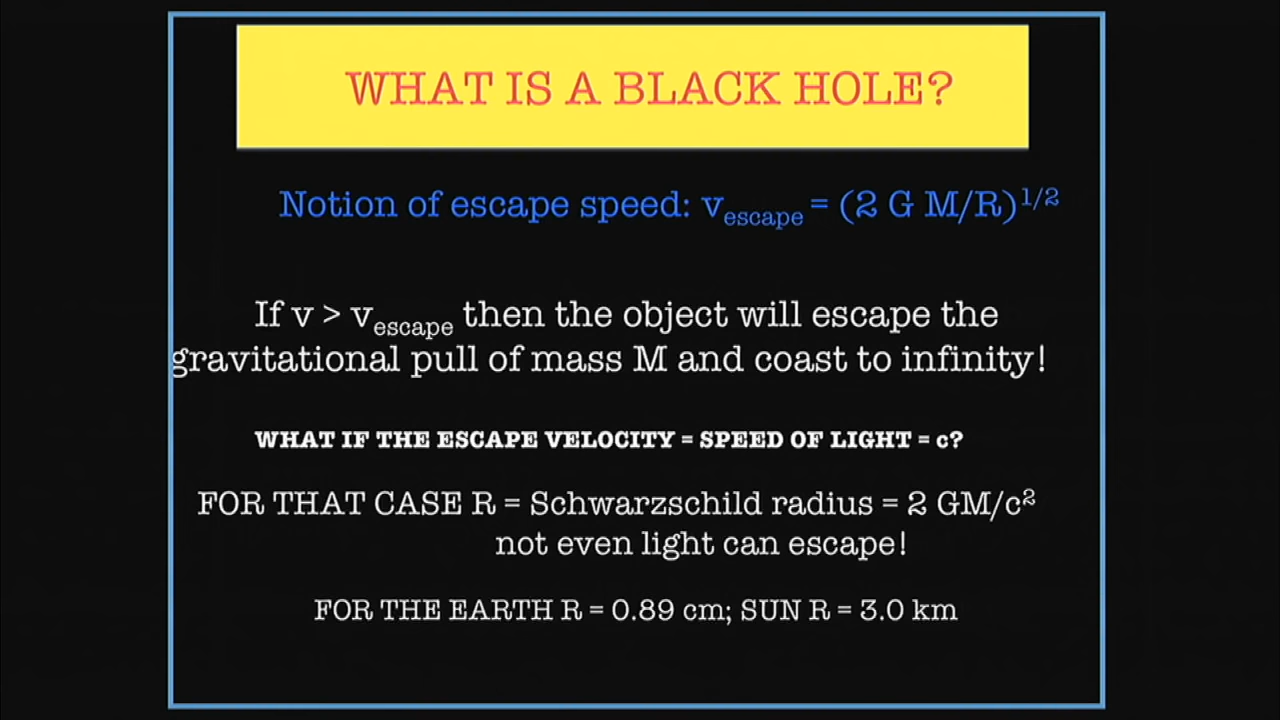 WHAT IS A BLACK HOLE?
Notion of escape speed: vescape = (2 G M/R)1/2
If v > vescape then the object will escape the
gravitational pull of mass M and coast to infinity!
WHAT IF THE ESCAPE VELOCITY = SPEED OF LIGHT = c?
FOR THAT CASE R = Schwarzschild radius = 2 GM/c2
not even light can escape!
FOR THE EARTH R = 0.89 cm; SUN R = 3.0 km